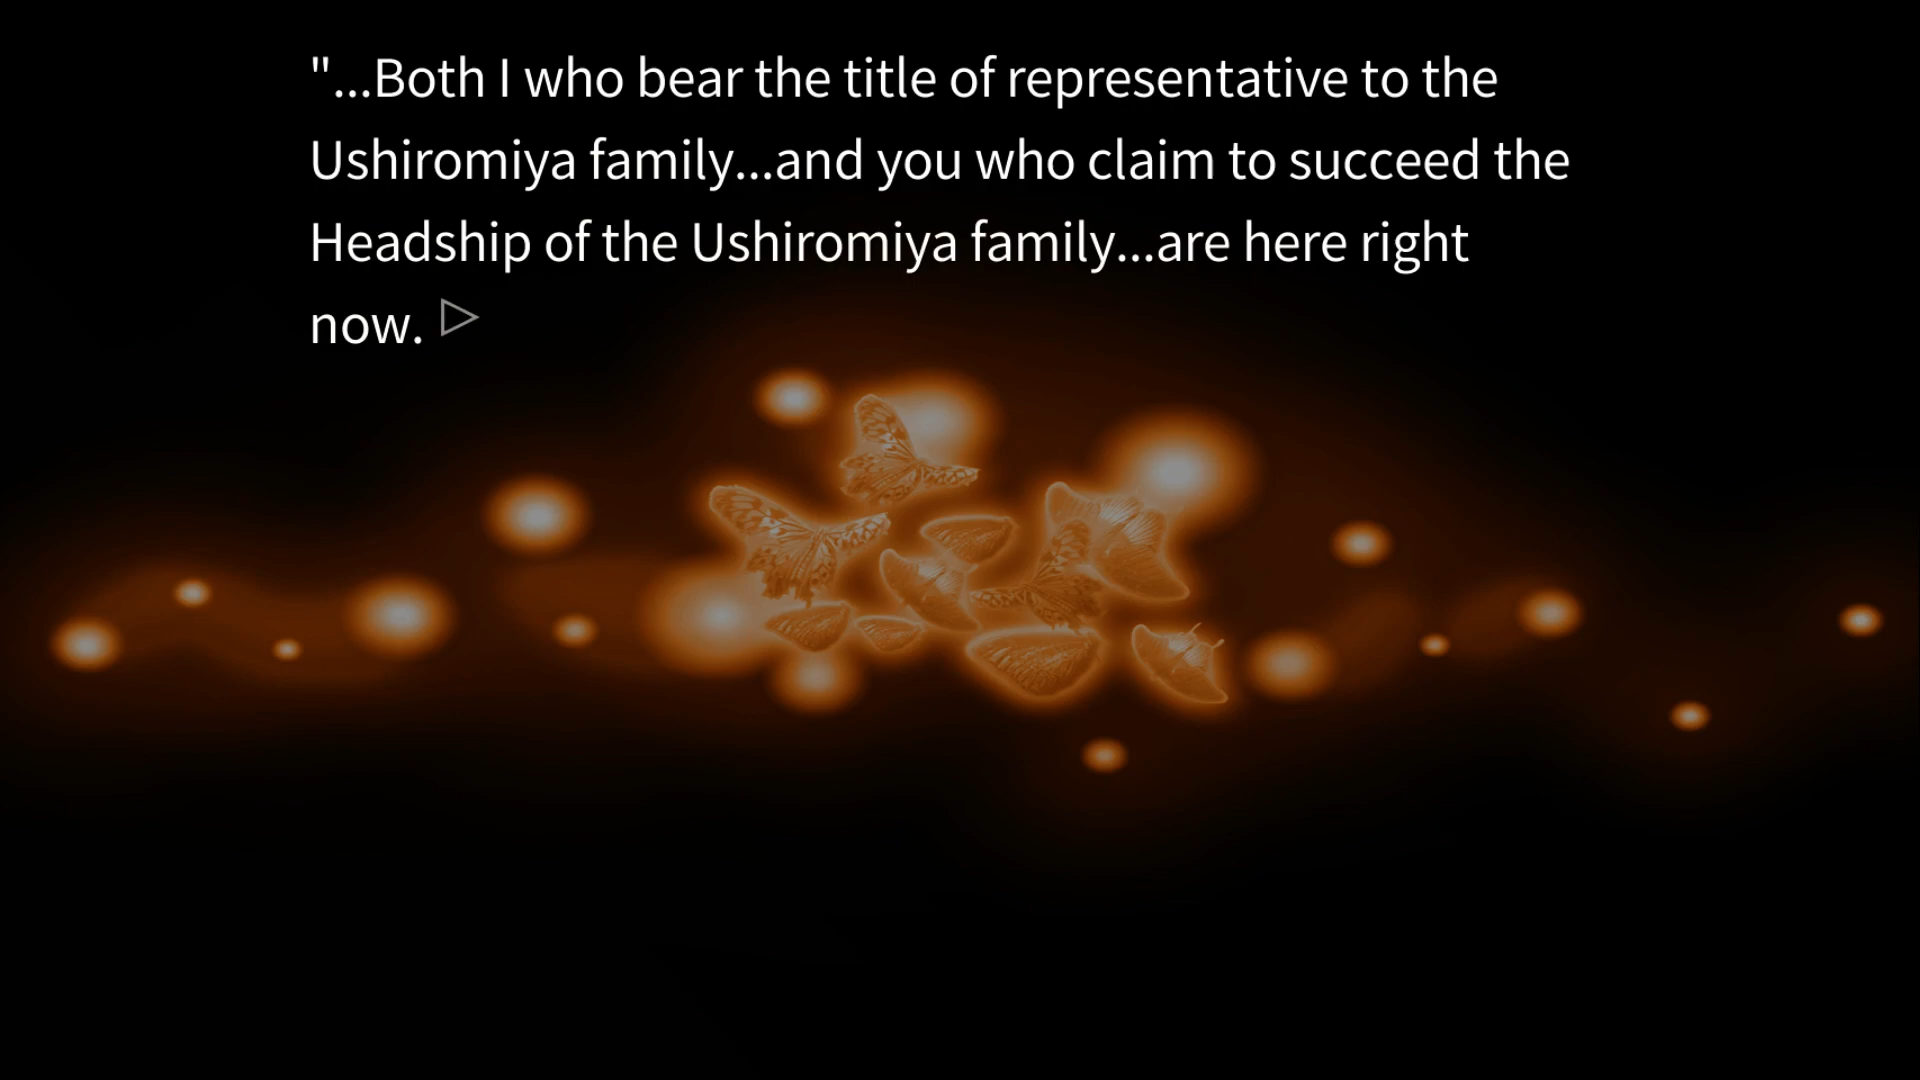 "...Both I who bear the title of representative to the
Ushiromiya family...and you who claim to succeed the
Headship of the Ushiromiya family...are here right
now.